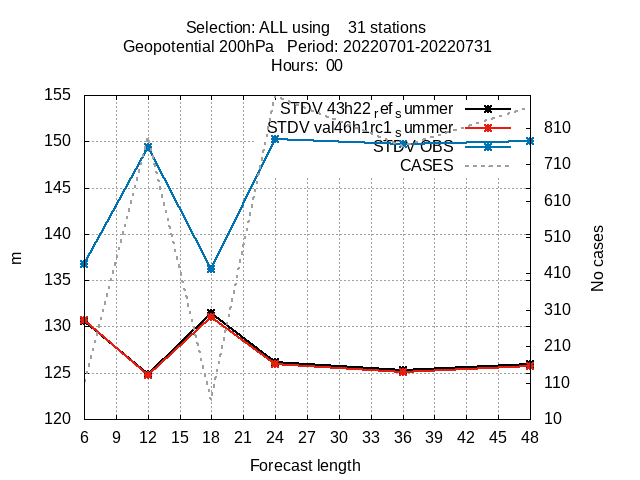 Selection: ALL using 31 stations
Geopotential 200hPa Period: 20220701-20220731
Hours: 00
STDV 43h22refsummer
STDV val46h1rc1summer
STDV OBS
CASES
155
150
145
140
135
130
125
120
m
810
710
610
510
410
310
210
110
10
No cases
6 9 12 15 18 21 24 27 30 33 36 39 42 45 48
Forecast length